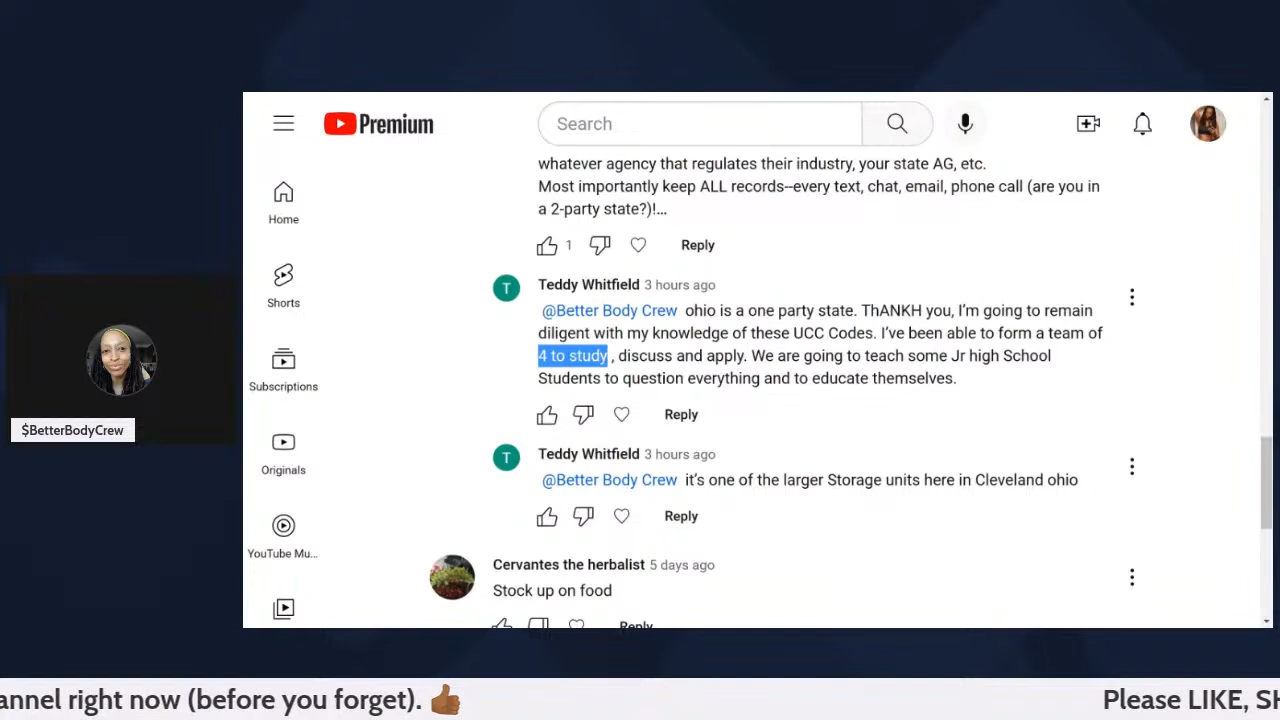 Premium
Search
Home
Shorts
Subscriptions
Originals
YouTube Mu...
whatever agency that regulates their industry, your state AG, etc.
Most importantly keep ALL records--every text, chat, email, phone call (are you in
a 2-party state?)!...
1
Reply
T
Teddy Whitfield 3 hours ago
@Better Body Crew ohio is a one party state. ThANKH you, I'm going to remain
diligent with my knowledge of these UCC Codes. I've been able to form a team of
4 to study , discuss and apply. We are going to teach some Jr high School
Students to question everything and to educate themselves.
Reply
T
Teddy Whitfield 3 hours ago
@Better Body Crew it's one of the larger Storage units here in Cleveland ohio
Reply
Cervantes the herbalist 5 days ago
Stock up on food
Reply
$BetterBodyCrew
annel right now (before you forget). 👍🏾
Please LIKE, SH